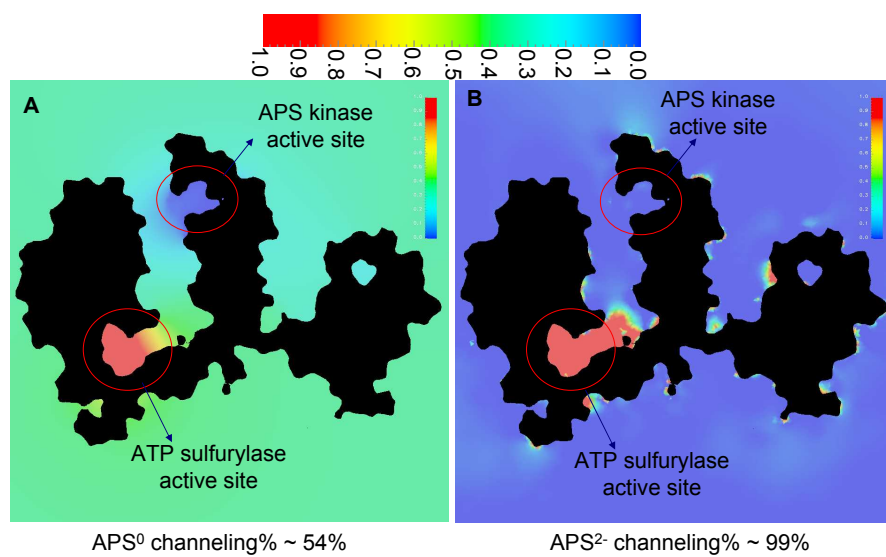 1.0 0.9 0.8 0.7 0.6 0.5 0.4 0.3 0.2 0.1 0.0
A
APS kinase
active site
ATP sulfurylase
active site
B
APS kinase
active site
ATP sulfurylase
active site
APS⁰ channeling% ~ 54%
APS²⁻ channeling% ~ 99%